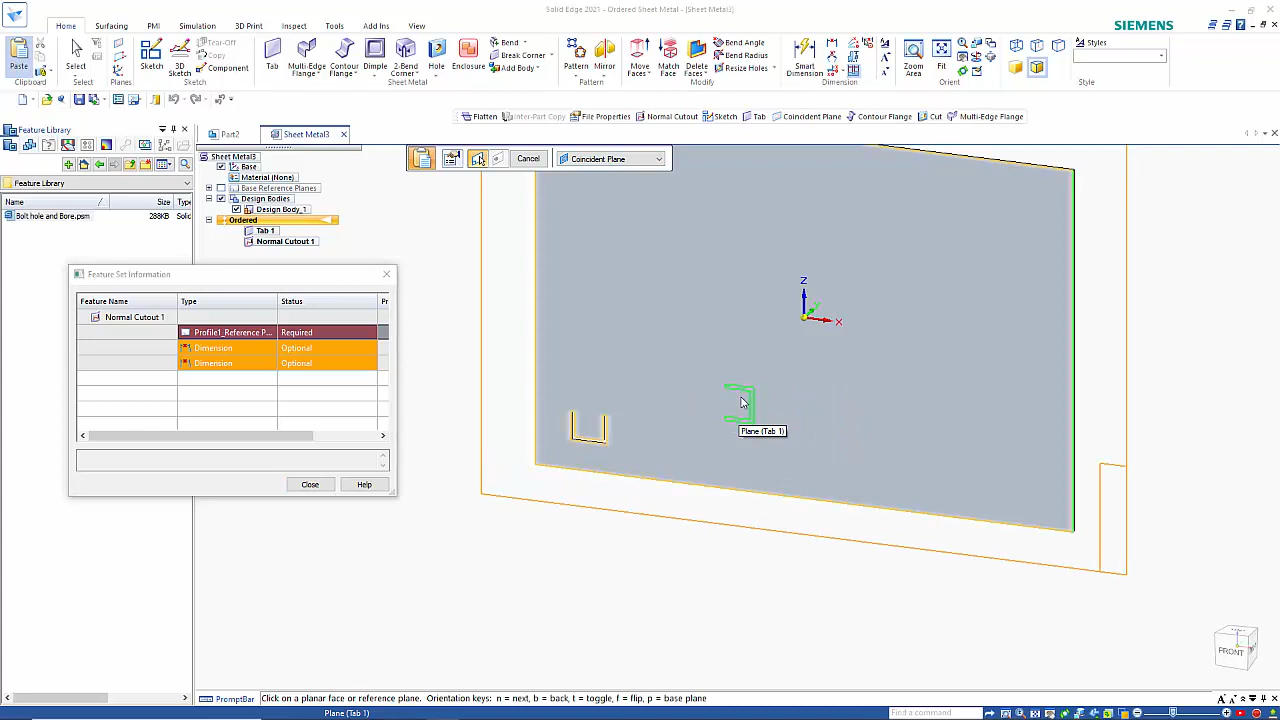 Solid Edge 2021 - Ordered Sheet Metal - [Sheet Metal3]
Home Surfacing PMI Simulation 3D Print Inspect Tools Add Ins View
SIEMENS
Paste
Clipboard
Select
Select
Planes
Sketch
3D Sketch
Tear-Off
Copy
Component
Sketch
Tab
Multi-Edge Flange
Contour Flange
Dimple
2-Bend Corner
Hole
Enclosure
Bend
Break Corner
Add Body
Sheet Metal
Pattern
Mirror
Pattern
Move Faces
Match Face
Delete Faces
Bend Angle
Bend Radius
Resize Holes
Modify
Smart Dimension
Dimension
Zoom Area
Fit
Orient
Styles
Style
Flatten Inter-Part Copy File Properties Normal Cutout Sketch Tab Coincident Plane Contour Flange Cut Multi-Edge Flange
Feature Library
Part2
Sheet Metal3
Feature Library
Name Size Type
Bolt hole and Bore.psm 288KB Solid
Sheet Metal3
Base
Material (None)
Base Reference Planes
Design Bodies
Design Body_1
Ordered
Tab 1
Normal Cutout 1
Cancel
Coincident Plane
Feature Set Information
Feature Name Type Status Pr
Normal Cutout 1
Profile1_Reference P... Required
Dimension Optional
Dimension Optional
Close Help
Z
Y
X
Plane (Tab 1)
FRONT
PromptBar
Click on a planar face or reference plane. Orientation keys: n = next, b = back, t = toggle, f = flip, p = base plane
Plane (Tab 1)
Find a command